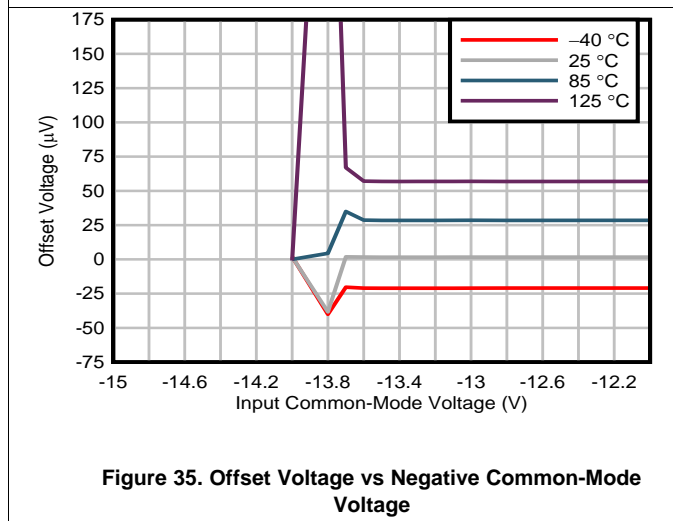 175
150
125
100
75
50
25
0
-25
-50
-75
Offset Voltage (μV)
–40 °C
25 °C
85 °C
125 °C
-15 -14.6 -14.2 -13.8 -13.4 -13 -12.6 -12.2
Input Common-Mode Voltage (V)
Figure 35. Offset Voltage vs Negative Common-Mode
Voltage